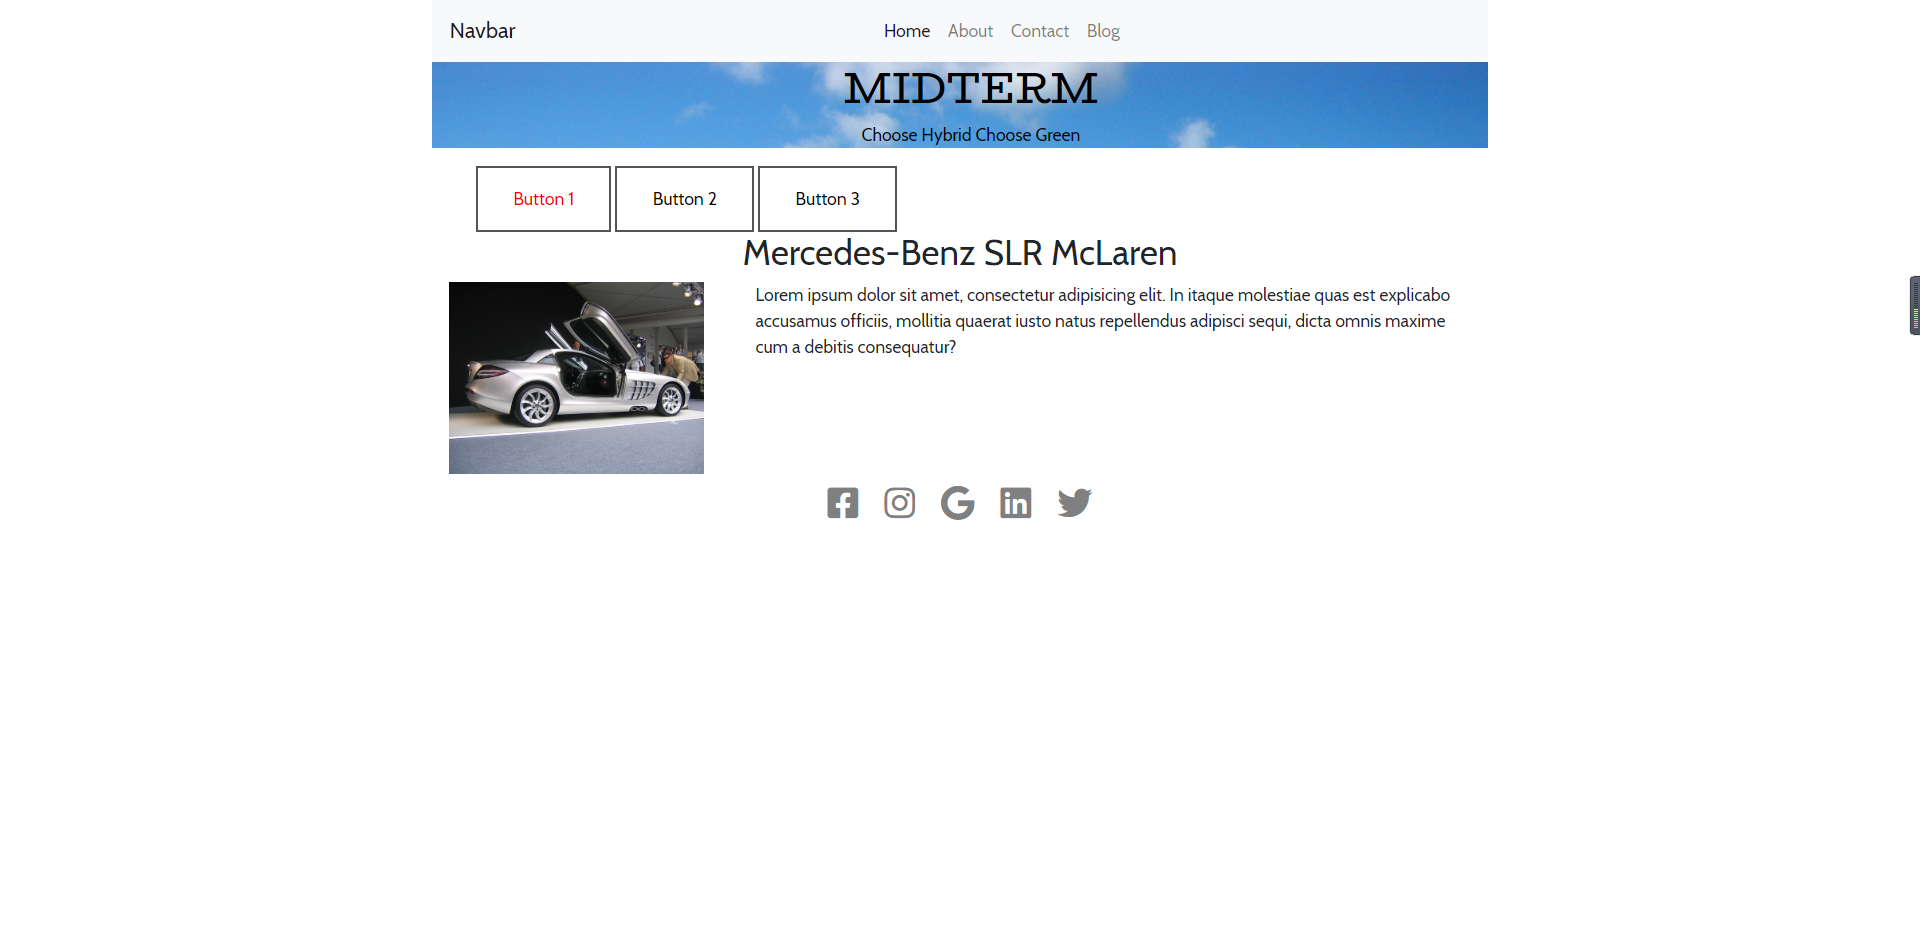 Navbar Home About Contact Blog
MIDTERM
Choose Hybrid Choose Green
Button 1 Button 2 Button 3
Mercedes-Benz SLR McLaren
Lorem ipsum dolor sit amet, consectetur adipisicing elit. In itaque molestiae quas est explicabo
accusamus officiis, mollitia quaerat iusto natus repellendus adipisci sequi, dicta omnis maxime
cum a debitis consequatur?